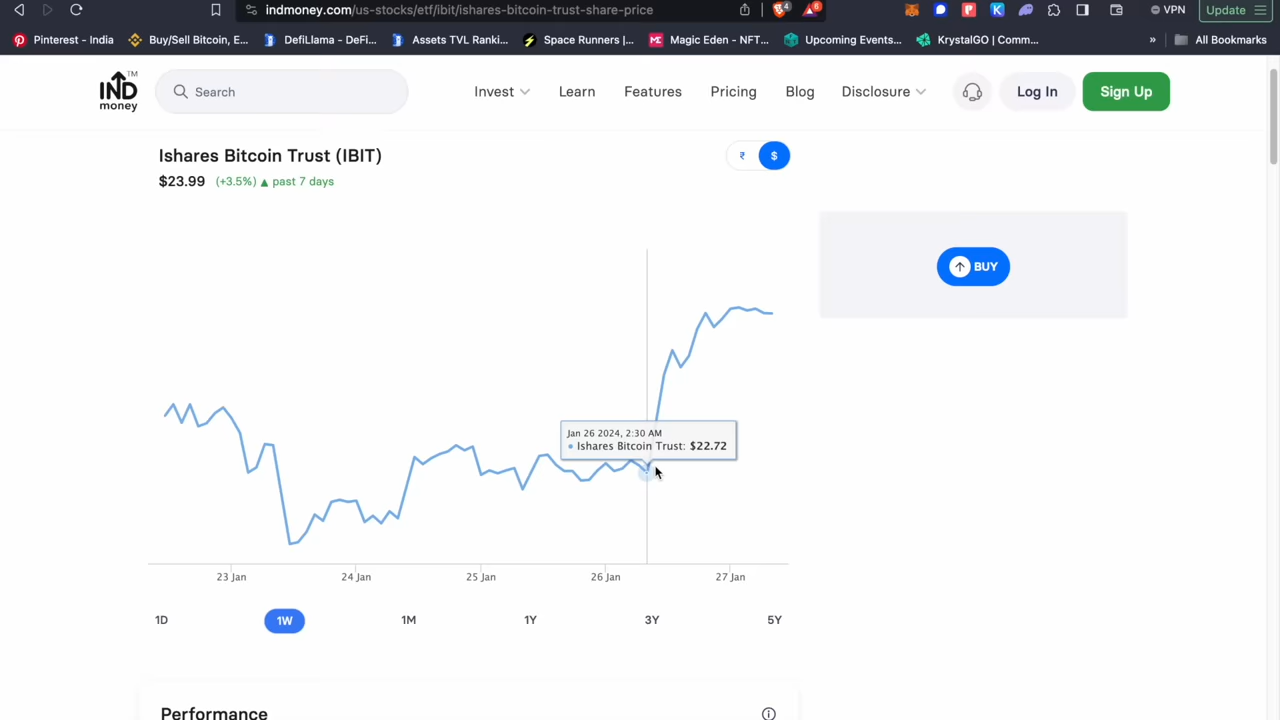 indmoney.com/us-stocks/etf/ibit/ishares-bitcoin-trust-share-price
4
6
VPN
Update
Pinterest - India
Buy/Sell Bitcoin, E...
DefiLlama - DeFi...
Assets TVL Ranki...
Space Runners |...
Magic Eden - NFT...
Upcoming Events...
KrystalGO | Comm...
»
All Bookmarks
IND
money
TM
Search
Invest
Learn
Features
Pricing
Blog
Disclosure
Log In
Sign Up
Ishares Bitcoin Trust (IBIT)
₹
$
$23.99 (+3.5%) ▲ past 7 days
BUY
Jan 26 2024, 2:30 AM
Ishares Bitcoin Trust: $22.72
23 Jan
24 Jan
25 Jan
26 Jan
27 Jan
1D
1W
1M
1Y
3Y
5Y
Performance